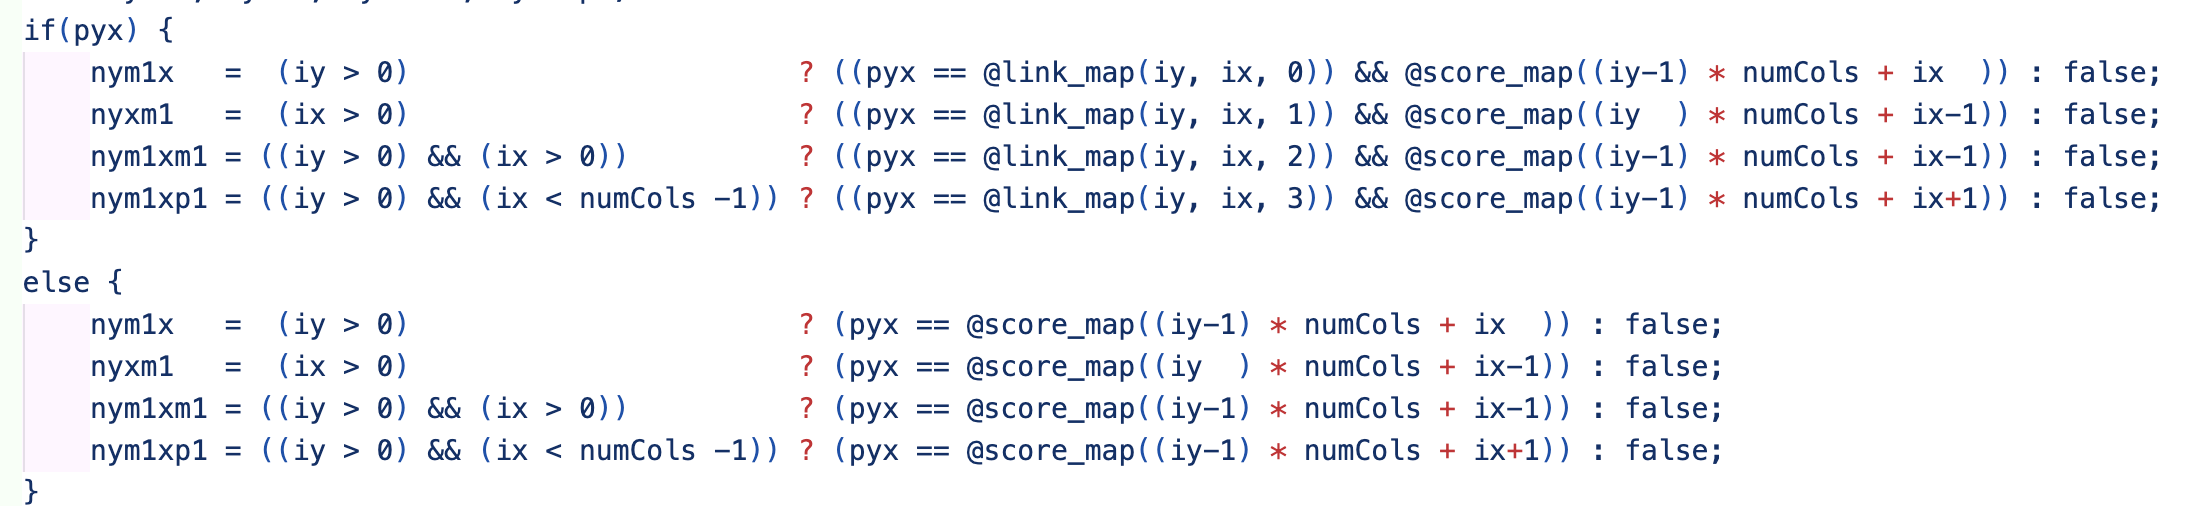 if(pyx) {
    nym1x   =  (iy > 0)                       ? ((pyx == @link_map(iy, ix, 0)) && @score_map((iy-1) * numCols + ix  )) : false;
    nyxm1   =  (ix > 0)                       ? ((pyx == @link_map(iy, ix, 1)) && @score_map((iy  ) * numCols + ix-1)) : false;
    nym1xm1 = ((iy > 0) && (ix > 0))          ? ((pyx == @link_map(iy, ix, 2)) && @score_map((iy-1) * numCols + ix-1)) : false;
    nym1xp1 = ((iy > 0) && (ix < numCols -1)) ? ((pyx == @link_map(iy, ix, 3)) && @score_map((iy-1) * numCols + ix+1)) : false;
}
else {
    nym1x   =  (iy > 0)                       ? (pyx == @score_map((iy-1) * numCols + ix  )) : false;
    nyxm1   =  (ix > 0)                       ? (pyx == @score_map((iy  ) * numCols + ix-1)) : false;
    nym1xm1 = ((iy > 0) && (ix > 0))          ? (pyx == @score_map((iy-1) * numCols + ix-1)) : false;
    nym1xp1 = ((iy > 0) && (ix < numCols -1)) ? (pyx == @score_map((iy-1) * numCols + ix+1)) : false;
}